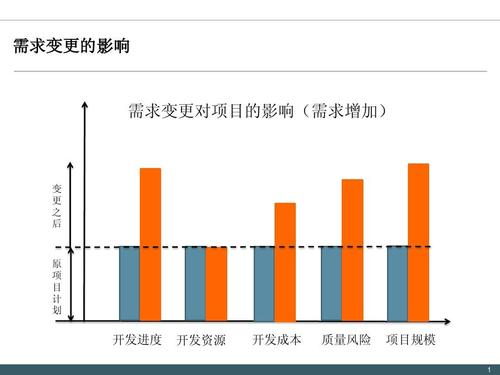 需求变更的影响
需求变更对项目的影响（需求增加）
变更之后
原项目计划
开发进度 开发资源 开发成本 质量风险 项目规模
1